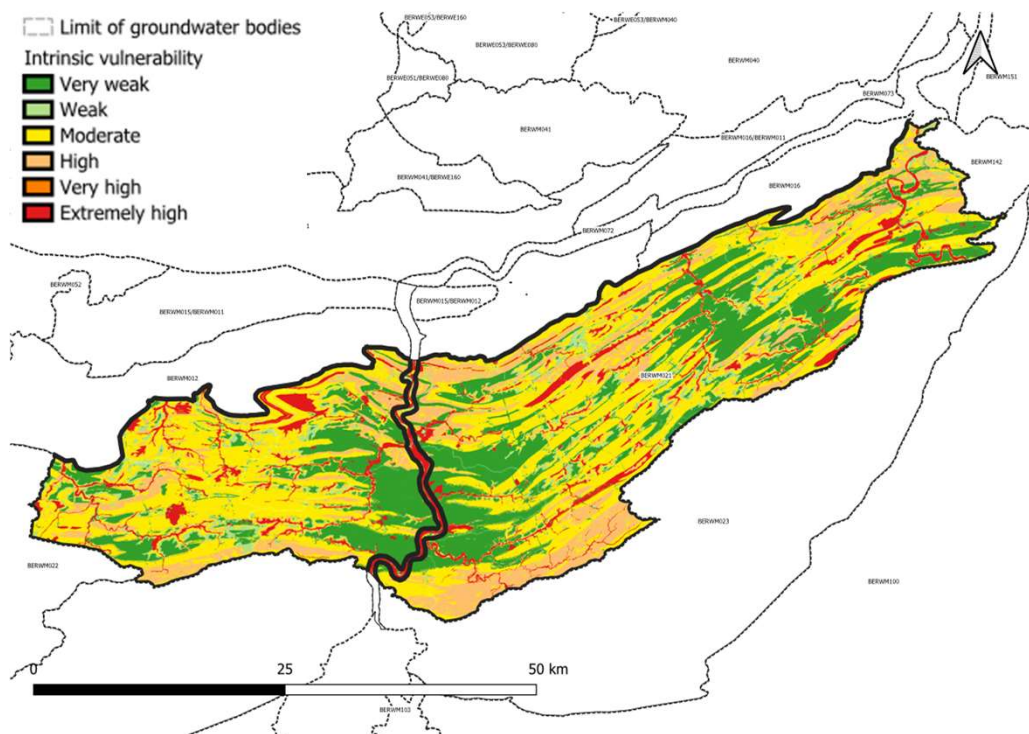 Limit of groundwater bodies
Intrinsic vulnerability
Very weak
Weak
Moderate
High
Very high
Extremely high
BERWE053/BERWE160
BERWE053/BERWM040
BERWE053/BERWE080
BERWM040
BERWE051/BERWE080
BERWM151
BERWM073
BERWM041
BERWM016/BERWM011
BERWM142
BERWM041/BERWE160
BERWM016
BERWM072
BERWM052
BERWM015/BERWM012
BERWM015/BERWM011
BERWM012
BERWM021
BERWM023
BERWM022
BERWM100
0
25
50 km
BERWM103